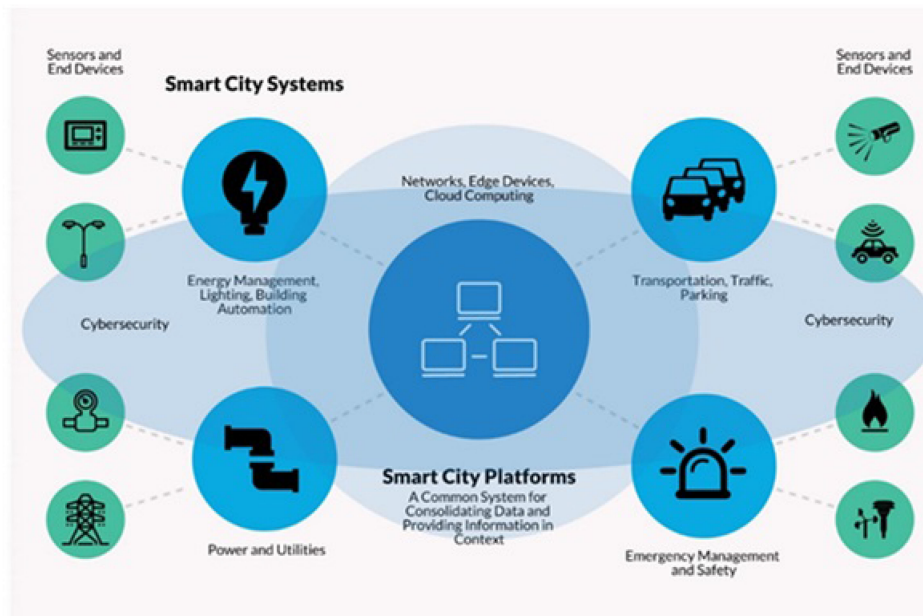 Sensors and
End Devices
Smart City Systems
Sensors and
End Devices
Networks, Edge Devices,
Cloud Computing
Energy Management,
Lighting, Building
Automation
Transportation, Traffic,
Parking
Cybersecurity
Cybersecurity
Smart City Platforms
A Common System for
Consolidating Data and
Providing Information in
Context
Power and Utilities
Emergency Management
and Safety